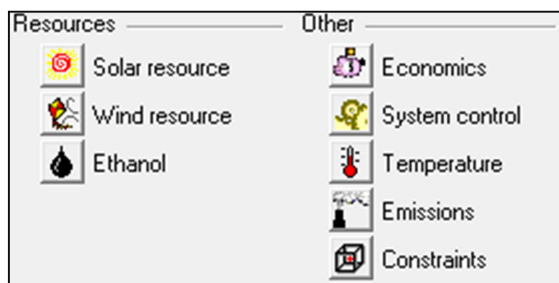 Resources
Solar resource
Wind resource
Ethanol
Other
Economics
System control
Temperature
Emissions
Constraints